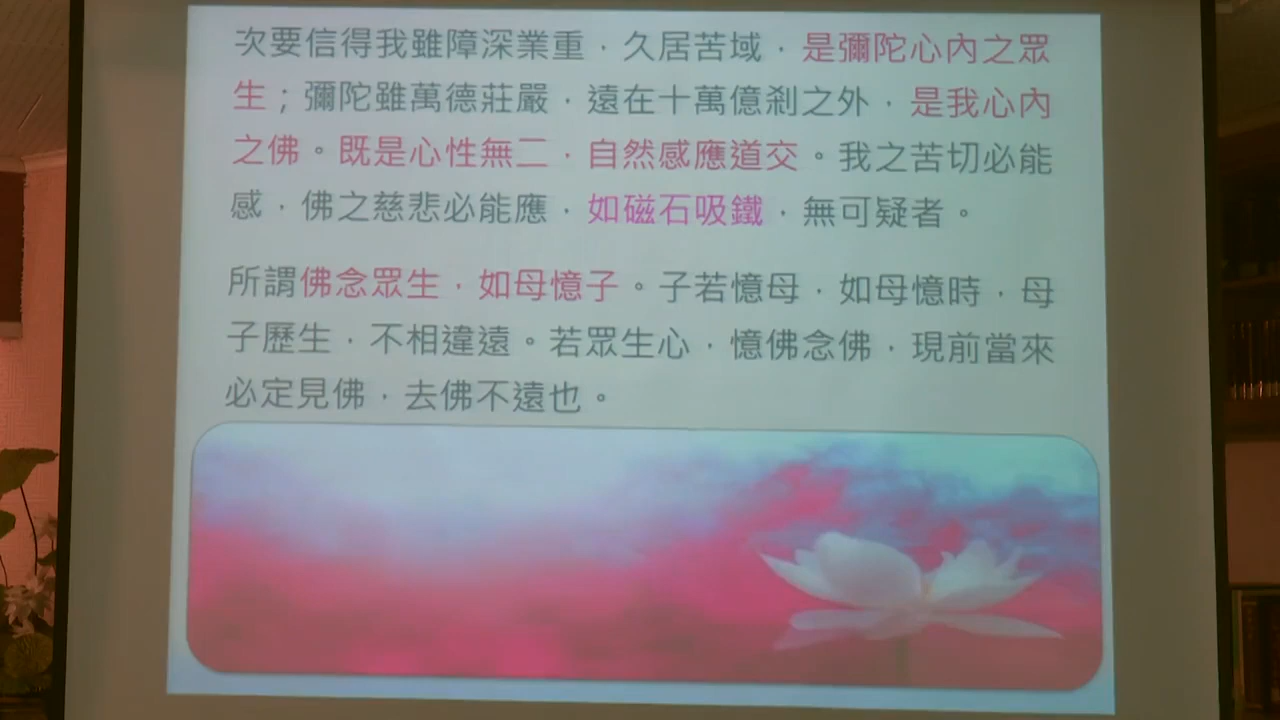 次要信得我雖障深業重，久居苦域，是彌陀心內之眾
生；彌陀雖萬德莊嚴，遠在十萬億剎之外，是我心內
之佛。既是心性無二，自然感應道交。我之苦切必能
感，佛之慈悲必能應，如磁石吸鐵，無可疑者。
所謂佛念眾生，如母憶子。子若憶母，如母憶時，母
子歷生，不相違遠。若眾生心，憶佛念佛，現前當來
必定見佛，去佛不遠也。